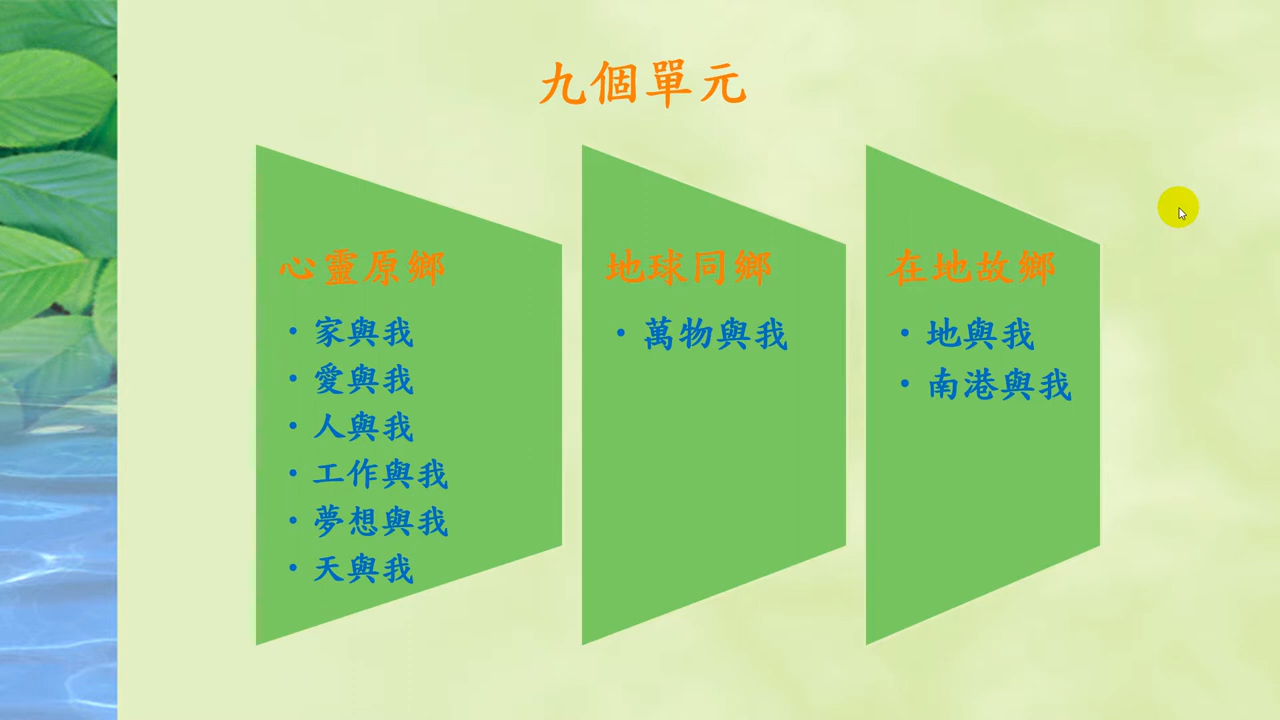 九個單元
心靈原鄉
• 家與我
• 愛與我
• 人與我
• 工作與我
• 夢想與我
• 天與我
地球同鄉
• 萬物與我
在地故鄉
• 地與我
• 南港與我